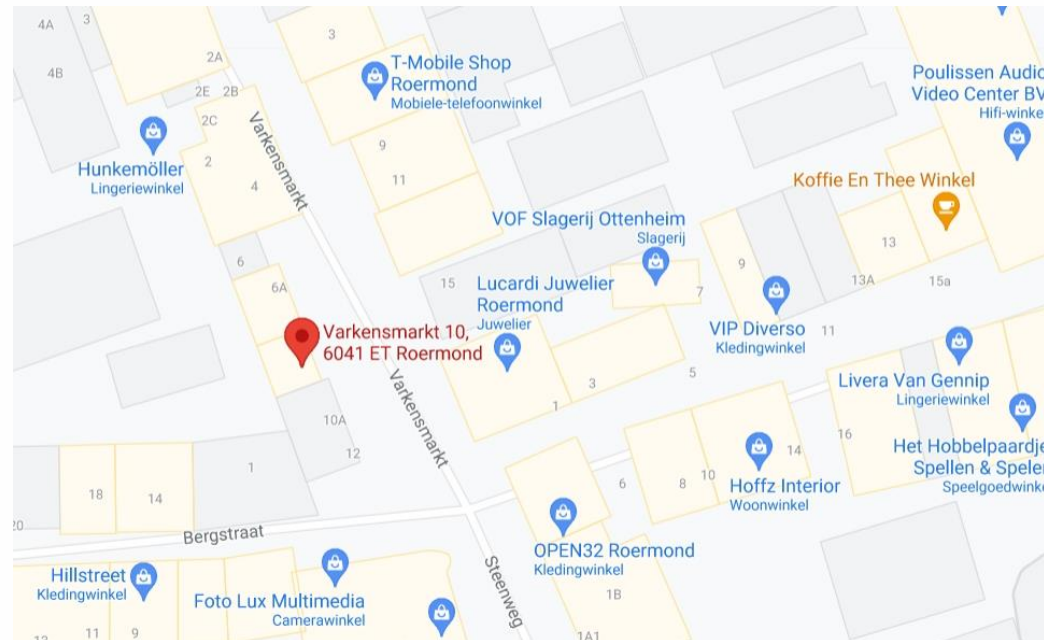 4A
3
4B
2A
2E
2B
2C
2
4
Hunkemöller
Lingeriewinkel
Varkensmarkt
3
T-Mobile Shop
Roermond
Mobiele-telefoonwinkel
9
11
Poulissen Audio
Video Center BV
Hifi-winkel
Koffie En Thee Winkel
VOF Slagerij Ottenheim
Slagerij
7
9
13
13A
15a
6
6A
15
Lucardi Juwelier
Roermond
Juwelier
Varkensmarkt 10,
6041 ET Roermond
VIP Diverso
Kledingwinkel
11
Livera Van Gennip
Lingeriewinkel
Varkensmarkt
1
3
5
10A
12
1
18
14
20
Bergstraat
6
8
10
14
16
Hoffz Interior
Woonwinkel
Het Hobbelpaardje
Spellen & Spelen
Speelgoedwinkel
OPEN32 Roermond
Kledingwinkel
Steenweg
Hillstreet
Kledingwinkel
Foto Lux Multimedia
Camerawinkel
13
11
9
1B
1A1